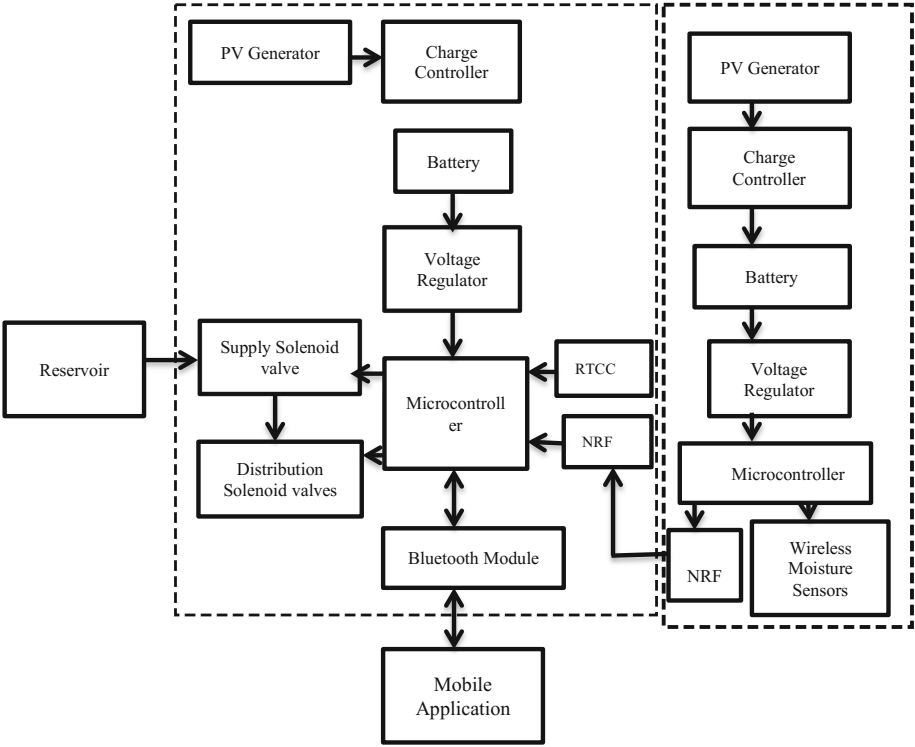 PV Generator
Charge
Controller
Battery
Voltage
Regulator
Reservoir
Supply Solenoid
valve
Microcontroll
er
RTCC
NRF
Distribution
Solenoid valves
Bluetooth Module
Mobile
Application
PV Generator
Charge
Controller
Battery
Voltage
Regulator
Microcontroller
NRF
Wireless
Moisture
Sensors